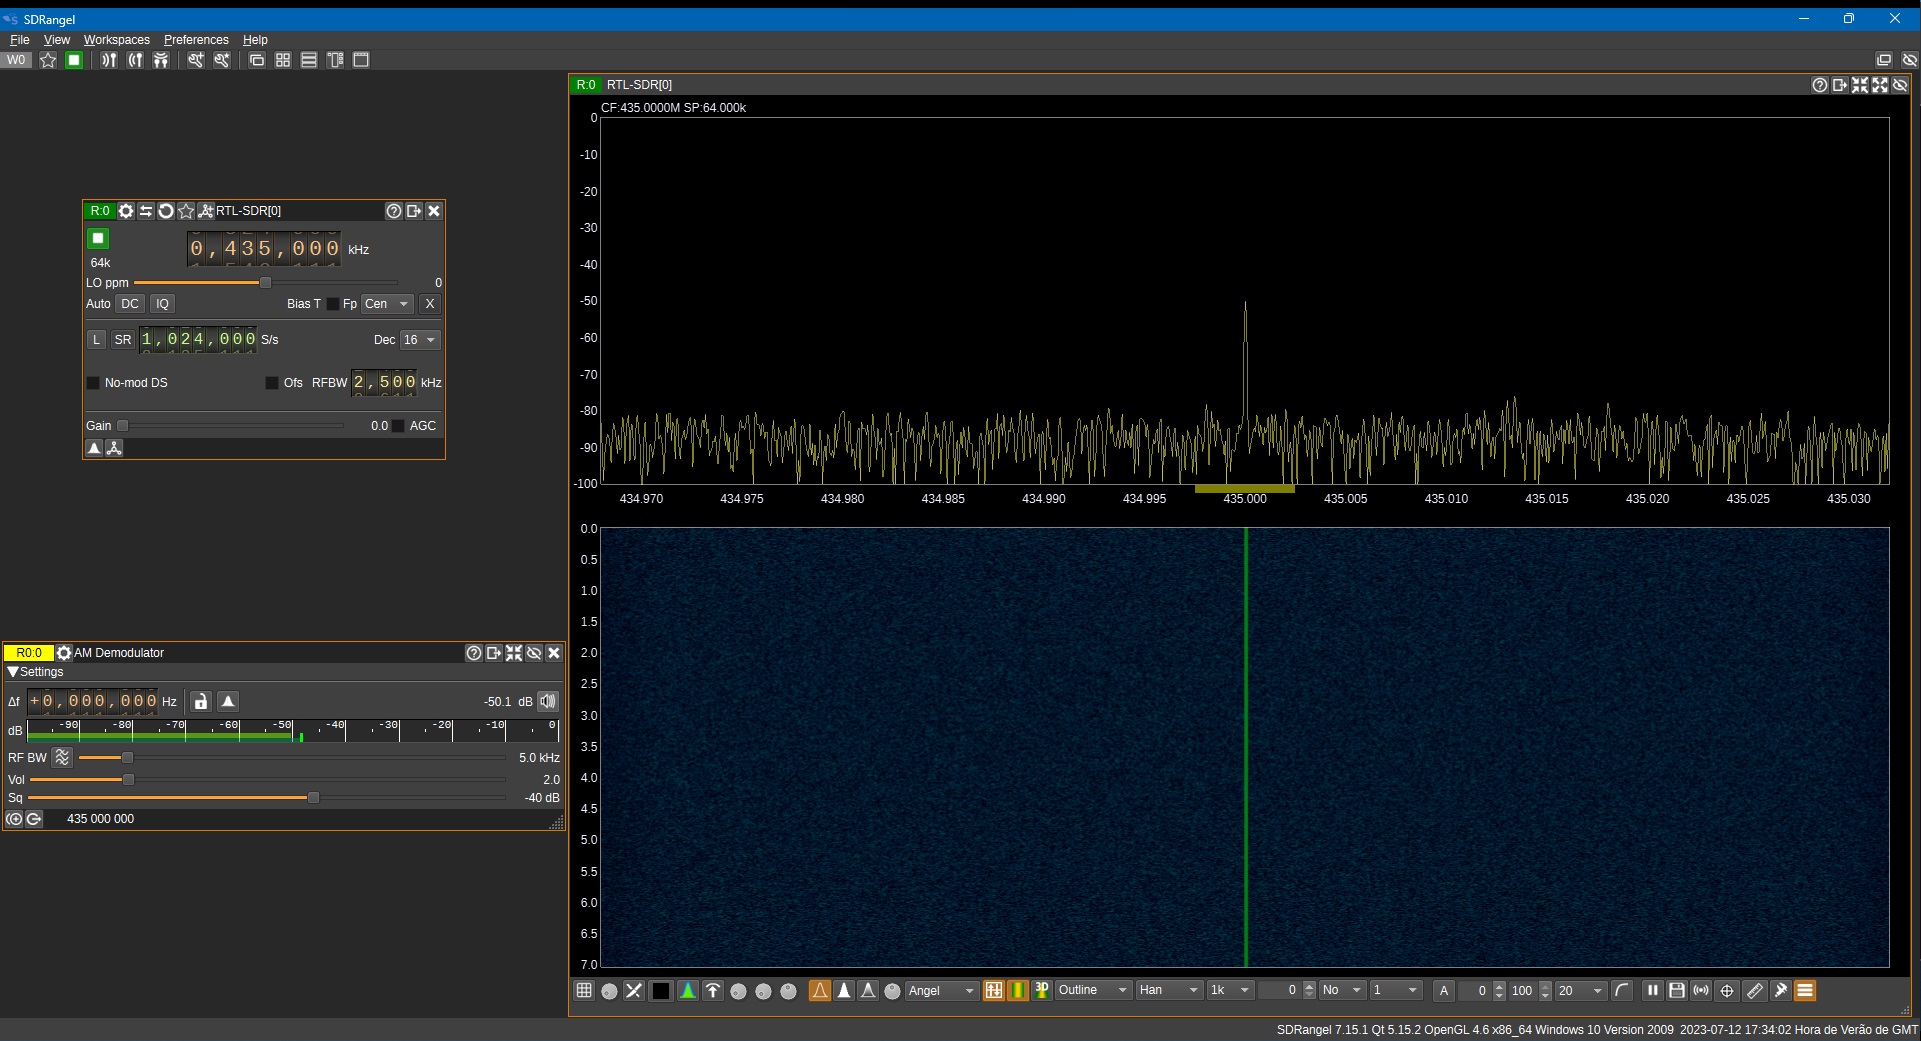 SDRangel
File View Workspaces Preferences Help
W0
R:0 RTL-SDR[0]
0,435,000 kHz
64k
LO ppm 0
Auto DC IQ Bias T Fp Cen X
L SR 1,024,000 S/s Dec 16
No-mod DS Ofs RFBW 2,500 kHz
Gain 0.0 AGC
R0:0 AM Demodulator
Settings
Δf +0,000,000 Hz -50.1 dB
dB -90 -80 -70 -60 -50 -40 -30 -20 -10 0
RF BW 5.0 kHz
Vol 2.0
Sq -40 dB
435 000 000
R:0 RTL-SDR[0]
CF:435.0000M SP:64.000k
0
-10
-20
-30
-40
-50
-60
-70
-80
-90
-100
434.970 434.975 434.980 434.985 434.990 434.995 435.000 435.005 435.010 435.015 435.020 435.025 435.030
0.0
0.5
1.0
1.5
2.0
2.5
3.0
3.5
4.0
4.5
5.0
5.5
6.0
6.5
7.0
Angel 3D Outline Han 1k 0 No 1 A 0 100 20
SDRangel 7.15.1 Qt 5.15.2 OpenGL 4.6 x86_64 Windows 10 Version 2009 2023-07-12 17:34:02 Hora de Verão de GMT